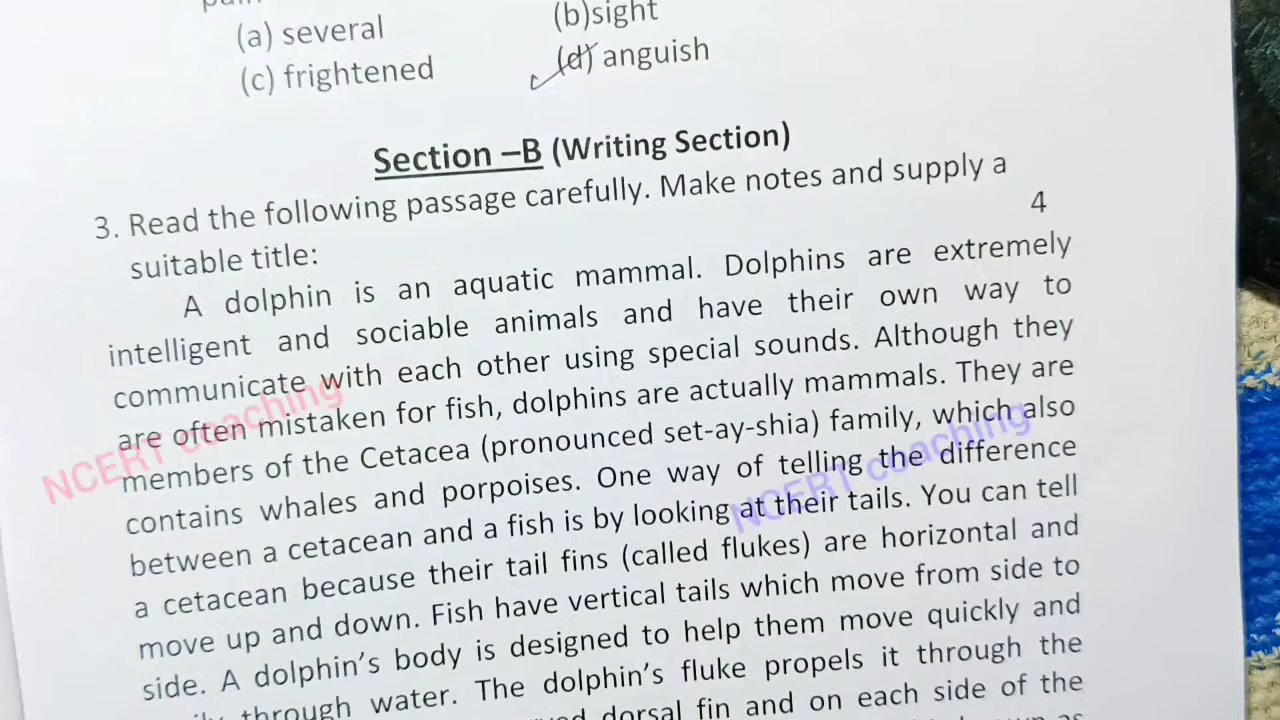 (a) several
(b)sight
(c) frightened
(d) anguish
Section –B (Writing Section)
3. Read the following passage carefully. Make notes and supply a
suitable title:
4
A dolphin is an aquatic mammal. Dolphins are extremely
intelligent and sociable animals and have their own way to
communicate with each other using special sounds. Although they
are often mistaken for fish, dolphins are actually mammals. They are
members of the Cetacea (pronounced set-ay-shia) family, which also
contains whales and porpoises. One way of telling the difference
between a cetacean and a fish is by looking at their tails. You can tell
a cetacean because their tail fins (called flukes) are horizontal and
move up and down. Fish have vertical tails which move from side to
side. A dolphin's body is designed to help them move quickly and
through water. The dolphin's fluke propels it through the
dorsal fin and on each side of the
NCERT coaching
NCERT coaching